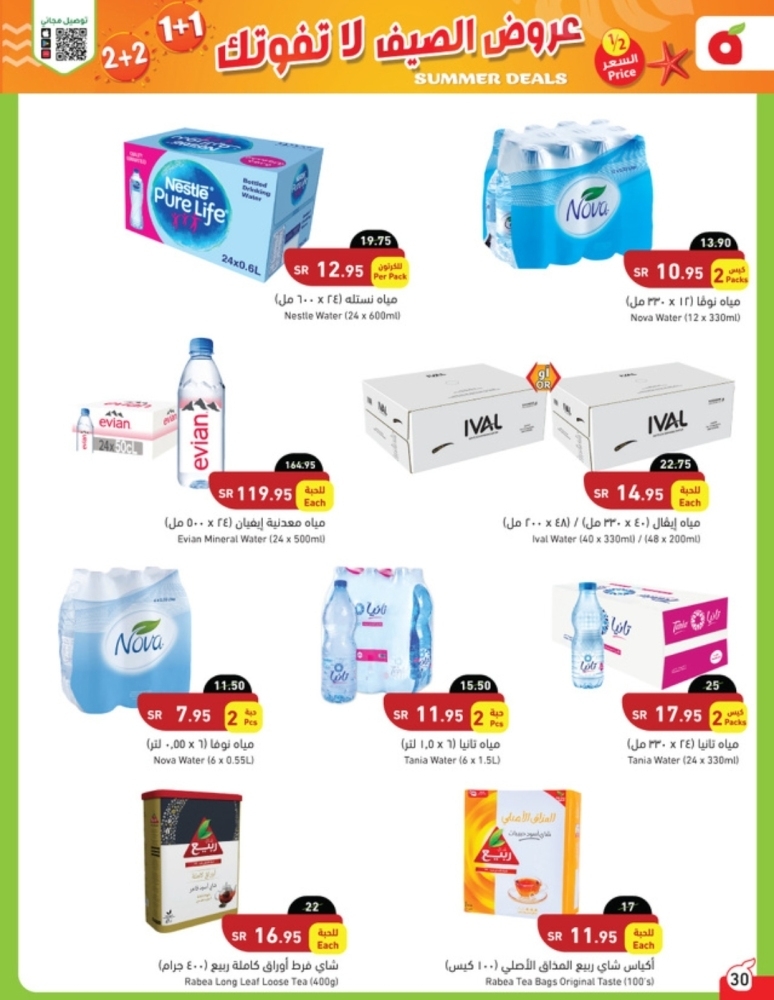 توصيل مجاني
2+2
1+1
عروض الصيف لا تفوتك
SUMMER DEALS
1/2
السعر
Price
Nestlé
Pure Life
Bottled
Drinking
Water
24x0.6L
19.75
SR 12.95
للكرتون
Per Pack
مياه نستله (٢٤ x ٦٠٠ مل)
Nestle Water (24 x 600ml)
Nova
13.90
SR 10.95
2 كيس
Packs
مياه نوڤا (١٢ x ٣٣٠ مل)
Nova Water (12 x 330ml)
evian
24x50cl
evian
164.95
SR 119.95
للحبة
Each
مياه معدنية إيفيان (٢٤ x ٥٠٠ مل)
Evian Mineral Water (24 x 500ml)
IVAL
او
OR
IVAL
22.75
SR 14.95
للحبة
Each
مياه إيڤال (٤٠ x ٣٣٠ مل) / (٤٨ x ٢٠٠ مل)
Ival Water (40 x 330ml) / (48 x 200ml)
Nova
11.50
SR 7.95
2 حبة
Pcs
مياه نوفا (٦ x ٠,٥٥ لتر)
Nova Water (6 x 0.55L)
تانيا
15.50
SR 11.95
2 حبة
Pcs
مياه تانيا (٦ x ١,٥ لتر)
Tania Water (6 x 1.5L)
Tania تانيا
25
SR 17.95
2 كيس
Packs
مياه تانيا (٢٤ x ٣٣٠ مل)
Tania Water (24 x 330ml)
ربيع
22
SR 16.95
للحبة
Each
شاي فرط أوراق كاملة ربيع (٤٠٠ جرام)
Rabea Long Leaf Loose Tea (400g)
المذاق الأصلي
ربيع
17
SR 11.95
للحبة
Each
أكياس شاي ربيع المذاق الأصلي (١٠٠ كيس)
Rabea Tea Bags Original Taste (100's)
30